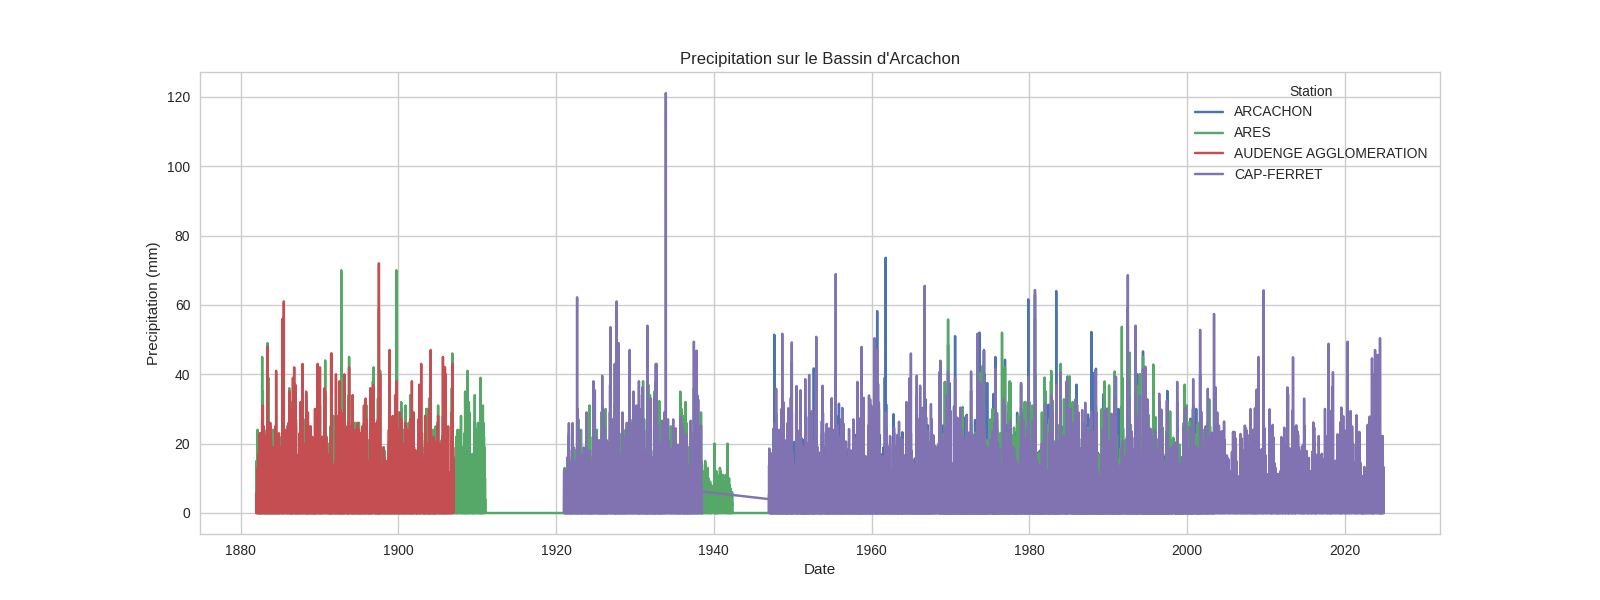 Precipitation sur le Bassin d'Arcachon
Precipitation (mm)
120
100
80
60
40
20
0
Station
ARCACHON
ARES
AUDENGE AGGLOMERATION
CAP-FERRET
1880 1900 1920 1940 1960 1980 2000 2020
Date